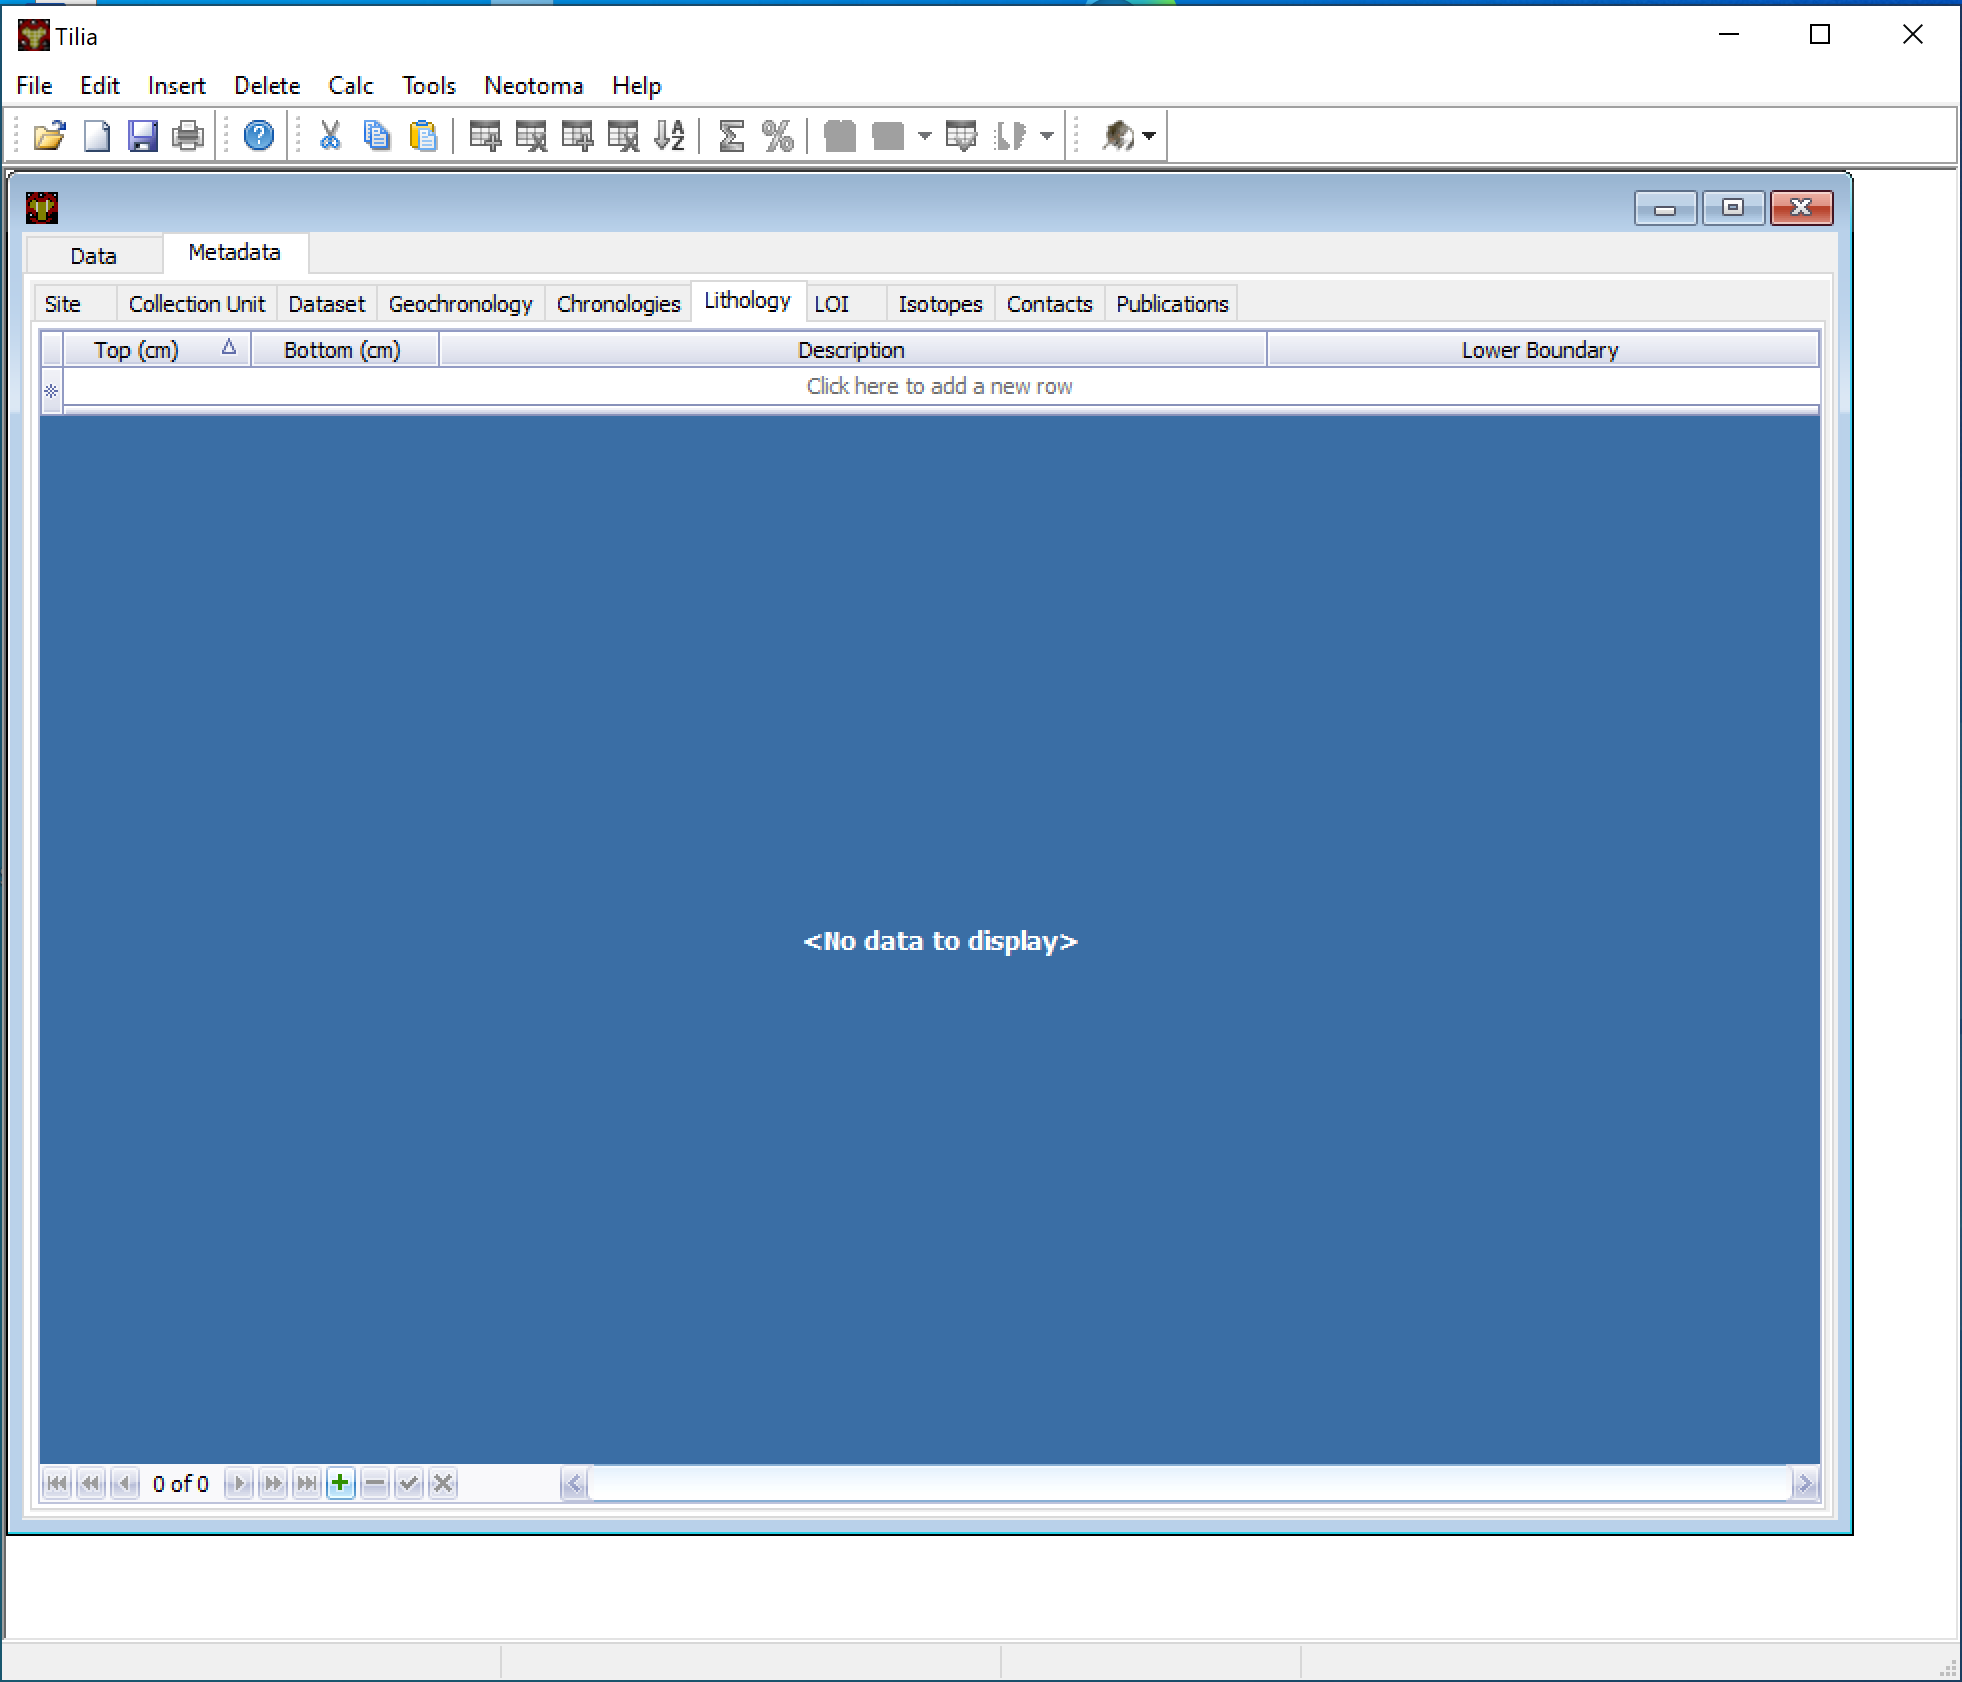 Tilia
File Edit Insert Delete Calc Tools Neotoma Help
Data Metadata
Site Collection Unit Dataset Geochronology Chronologies Lithology LOI Isotopes Contacts Publications
Top (cm) Bottom (cm) Description Lower Boundary
Click here to add a new row
<No data to display>
0 of 0